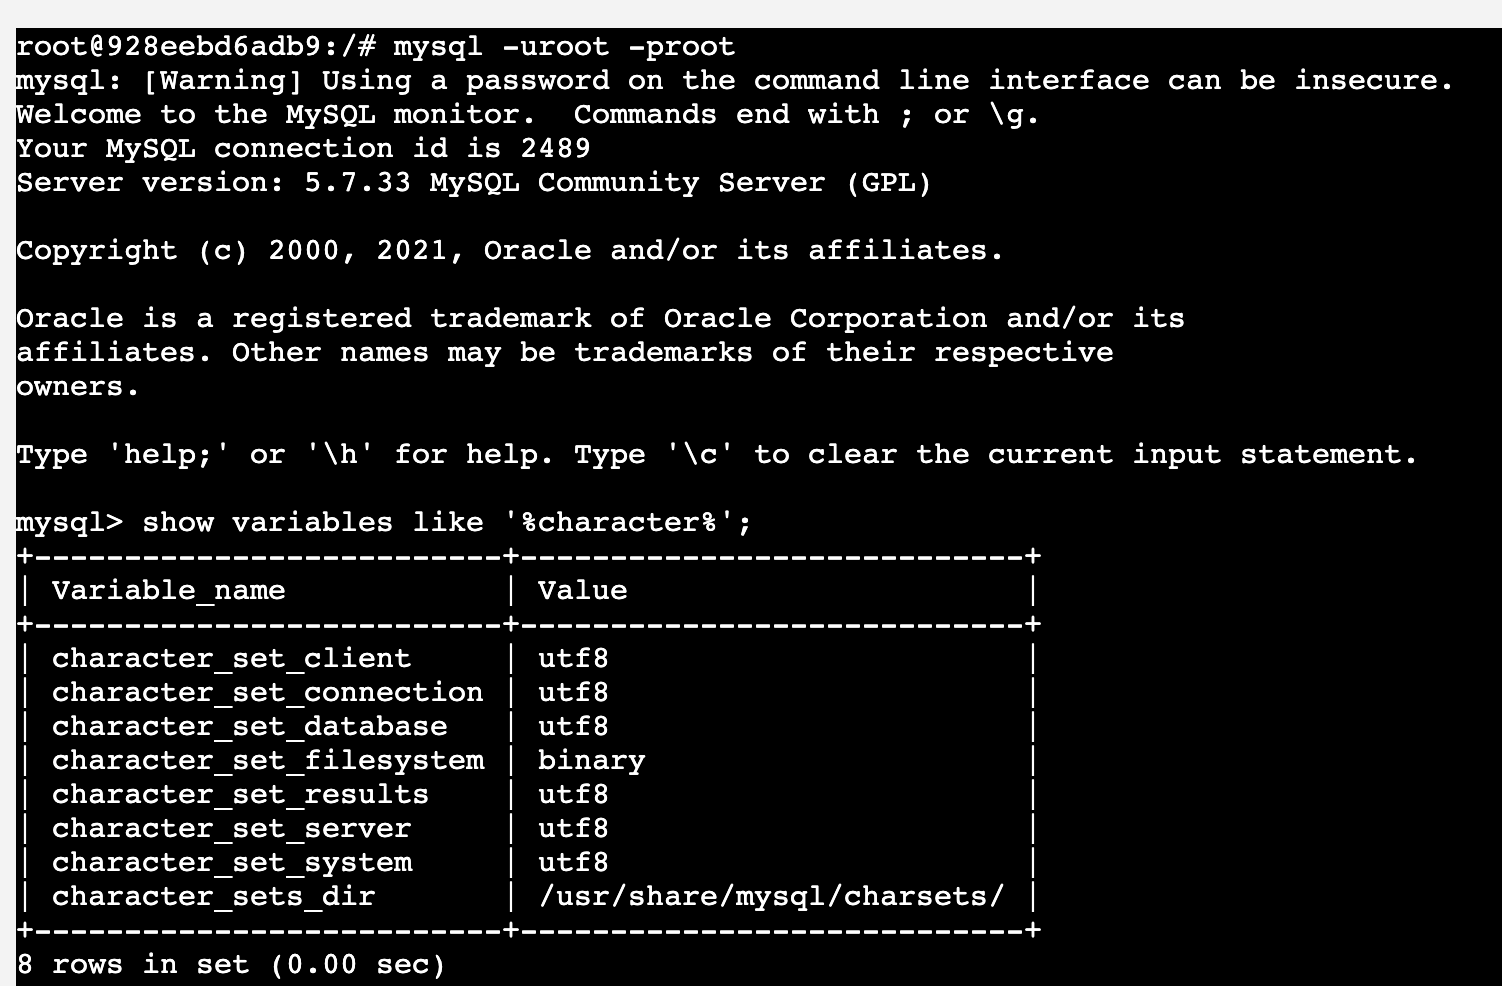 root@928eebd6adb9:/# mysql -uroot -proot
mysql: [Warning] Using a password on the command line interface can be insecure.
Welcome to the MySQL monitor.  Commands end with ; or \g.
Your MySQL connection id is 2489
Server version: 5.7.33 MySQL Community Server (GPL)

Copyright (c) 2000, 2021, Oracle and/or its affiliates.

Oracle is a registered trademark of Oracle Corporation and/or its
affiliates. Other names may be trademarks of their respective
owners.

Type 'help;' or '\h' for help. Type '\c' to clear the current input statement.

mysql> show variables like '%character%';
+--------------------------+----------------------------+
| Variable_name            | Value                      |
+--------------------------+----------------------------+
| character_set_client     | utf8                       |
| character_set_connection | utf8                       |
| character_set_database   | utf8                       |
| character_set_filesystem | binary                     |
| character_set_results    | utf8                       |
| character_set_server     | utf8                       |
| character_set_system     | utf8                       |
| character_sets_dir       | /usr/share/mysql/charsets/ |
+--------------------------+----------------------------+
8 rows in set (0.00 sec)